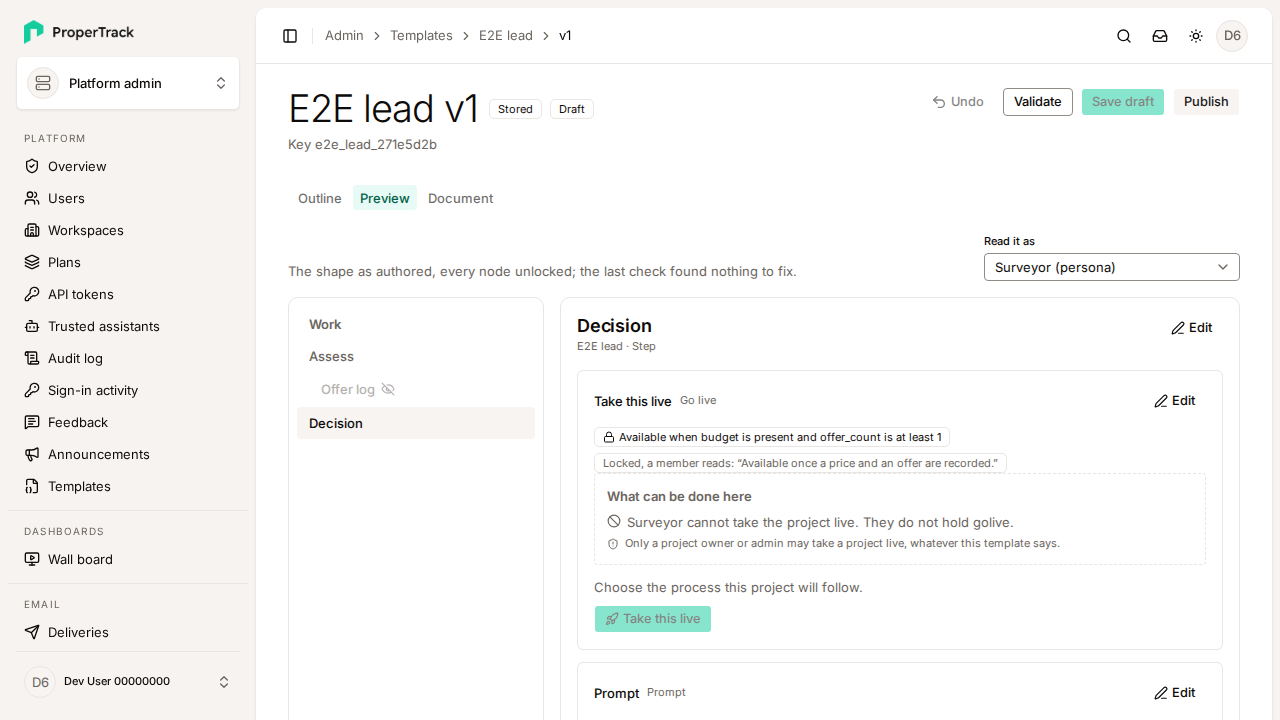 ProperTrack
Platform admin
PLATFORM
Overview
Users
Workspaces
Plans
API tokens
Trusted assistants
Audit log
Sign-in activity
Feedback
Announcements
Templates
DASHBOARDS
Wall board
EMAIL
Deliveries
D6 Dev User 00000000
Admin > Templates > E2E lead > v1
D6
E2E lead v1 Stored Draft
Undo Validate Save draft Publish
Key e2e_lead_271e5d2b
Outline Preview Document
Read it as
The shape as authored, every node unlocked; the last check found nothing to fix.
Surveyor (persona)
Work
Assess
Offer log
Decision
Decision
Edit
E2E lead · Step
Take this live Go live
Edit
Available when budget is present and offer_count is at least 1
Locked, a member reads: “Available once a price and an offer are recorded.”
What can be done here
Surveyor cannot take the project live. They do not hold golive.
Only a project owner or admin may take a project live, whatever this template says.
Choose the process this project will follow.
Take this live
Prompt Prompt
Edit